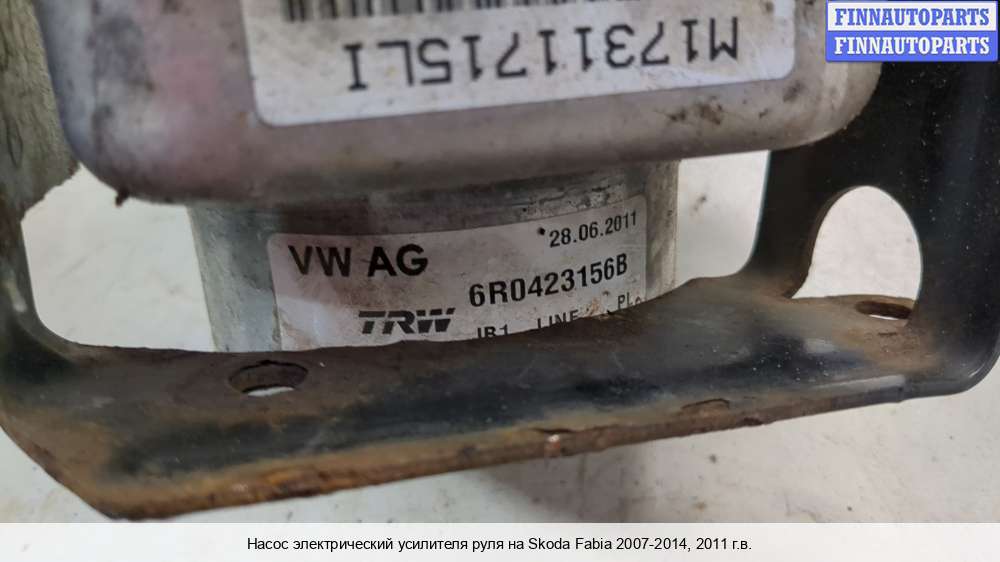 FINNAUTOPARTS
FINNAUTOPARTS
M17311715LI
28.06.2011
VW AG
6R0423156B
TRW
LINE
Насос электрический усилителя руля на Skoda Fabia 2007-2014, 2011 г.в.